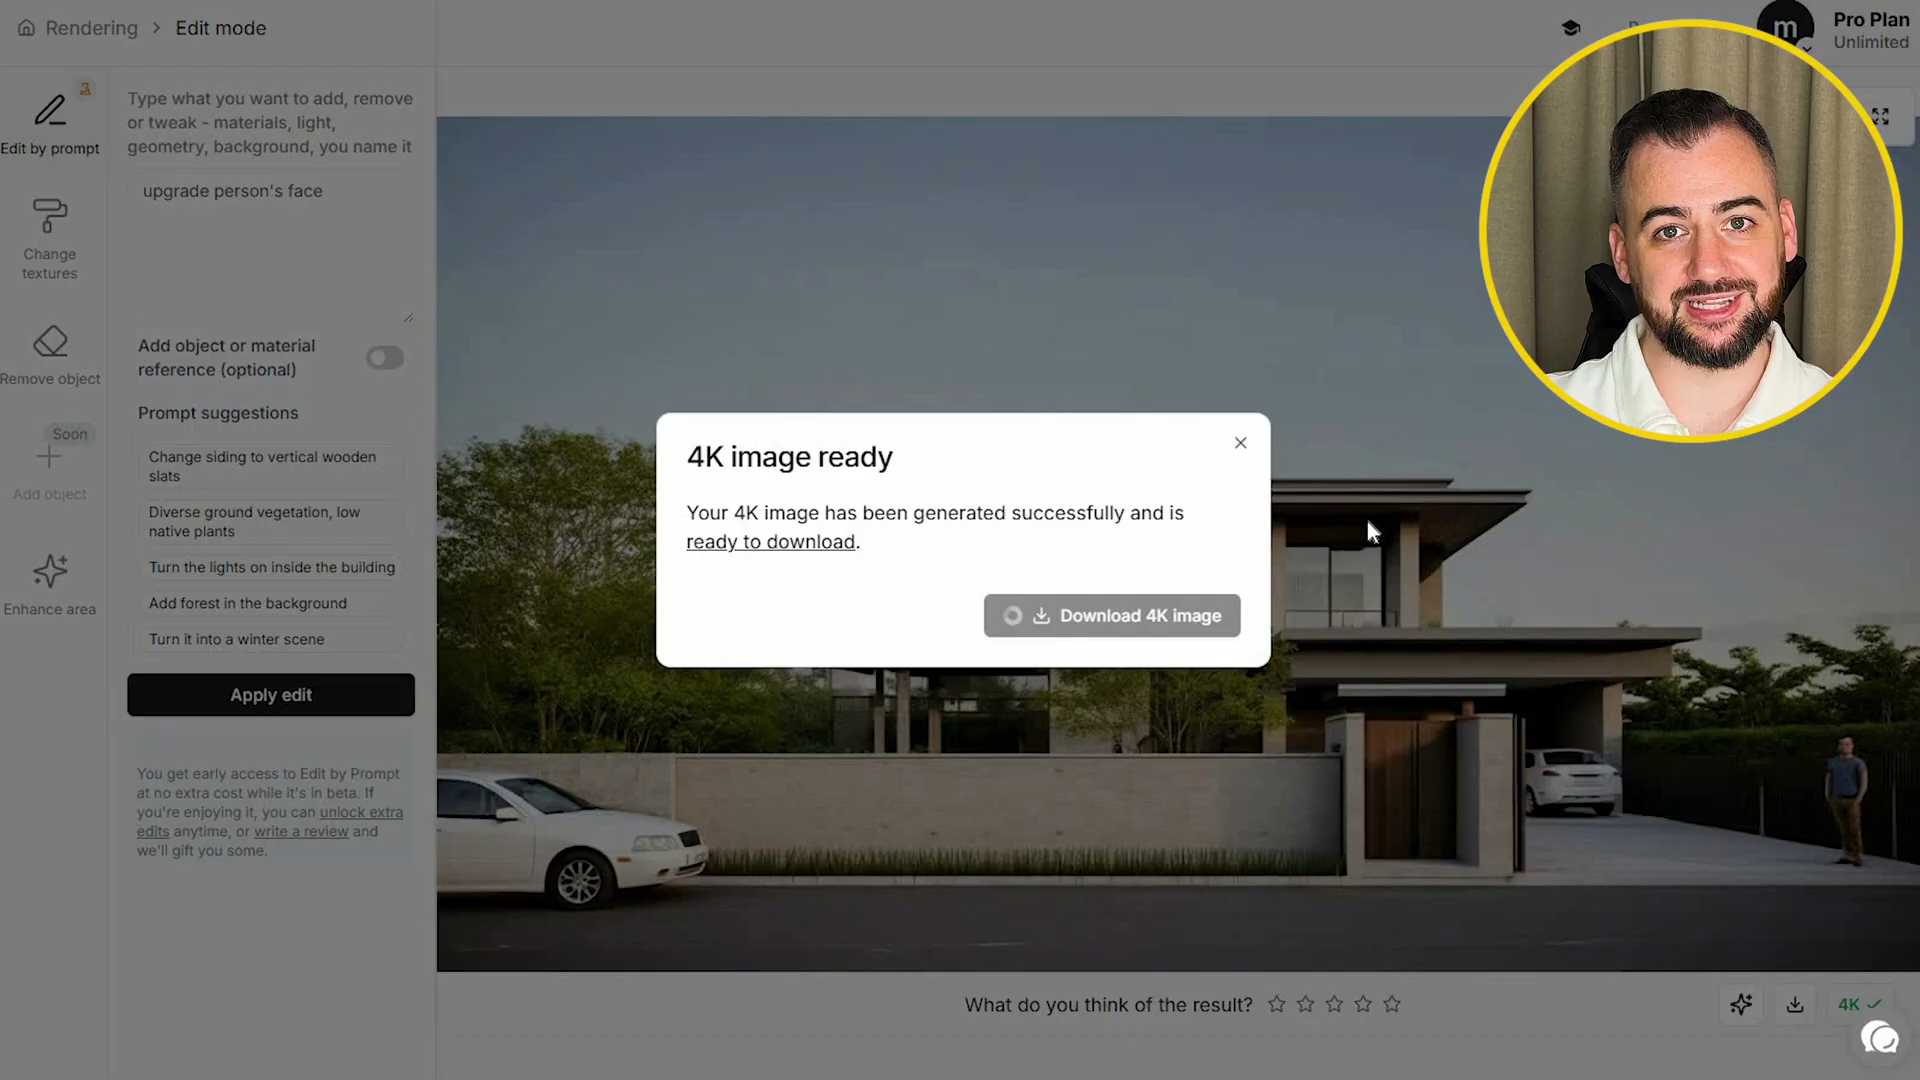 Rendering > Edit mode
m
Pro Plan
Unlimited
Edit by prompt
Change
textures
Remove object
Soon
Add object
Enhance area
Type what you want to add, remove
or tweak - materials, light,
geometry, background, you name it
upgrade person's face
Add object or material
reference (optional)
Prompt suggestions
Change siding to vertical wooden
slats
Diverse ground vegetation, low
native plants
Turn the lights on inside the building
Add forest in the background
Turn it into a winter scene
Apply edit
You get early access to Edit by Prompt
at no extra cost while it's in beta. If
you're enjoying it, you can unlock extra
edits anytime, or write a review and
we'll gift you some.
4K image ready
Your 4K image has been generated successfully and is
ready to download.
Download 4K image
What do you think of the result?
4K